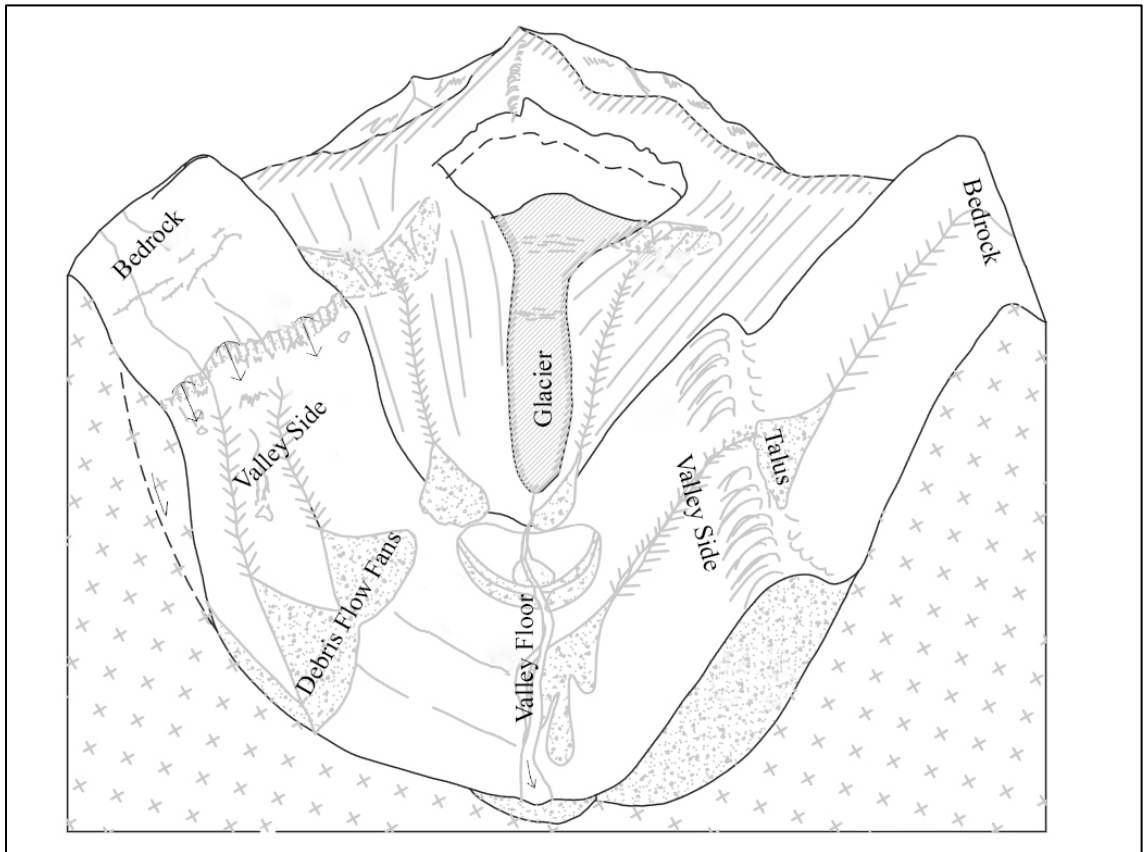 Bedrock
Bedrock
Glacier
Valley Side
Talus
Valley Side
Debris Flow Fans
Valley Floor